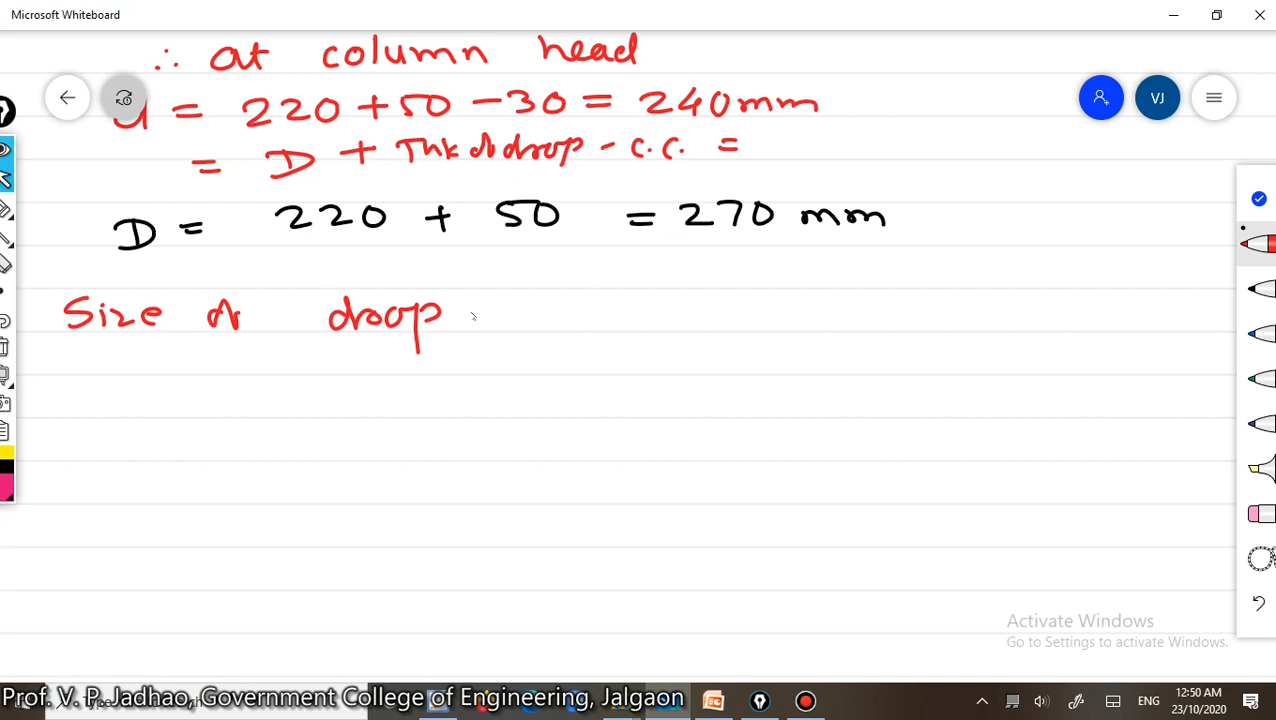 Microsoft Whiteboard
∴ at column head
d = 220 + 50 - 30 = 240mm
= D + Thk of drop - c.c. =
D = 220 + 50 = 270 mm
Size of drop
VJ
Activate Windows
Go to Settings to activate Windows.
Prof. V. P. Jadhao, Government College of Engineering, Jalgaon
ENG
12:50 AM
23/10/2020